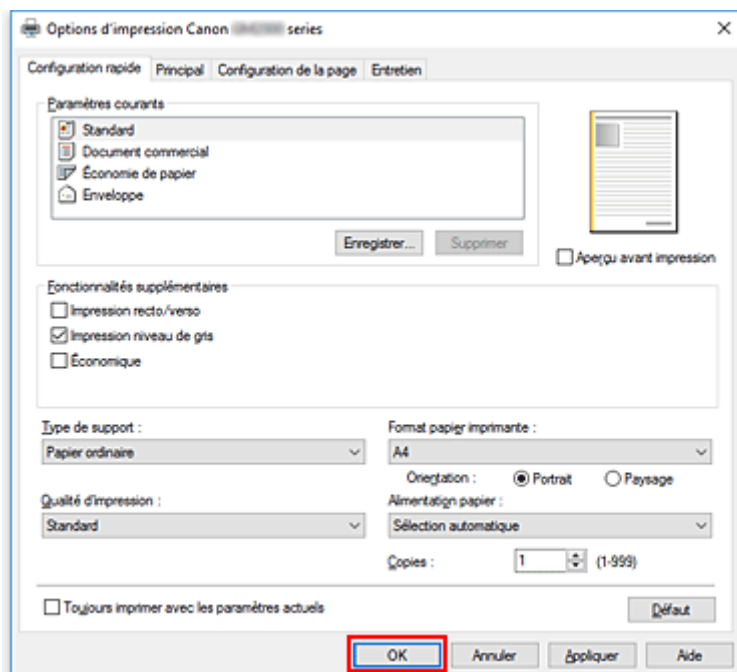 Options d'impression Canon series
Configuration rapide Principal Configuration de la page Entretien
Paramètres courants
Standard
Document commercial
Économie de papier
Enveloppe
Enregistrer... Supprimer
Aperçu avant impression
Fonctionnalités supplémentaires
Impression recto/verso
Impression niveau de gris
Économique
Type de support : Format papier imprimante :
Papier ordinaire A4
Orientation : Portrait Paysage
Qualité d'impression : Alimentation papier :
Standard Sélection automatique
Copies : 1 (1-999)
Toujours imprimer avec les paramètres actuels Défaut
OK Annuler Appliquer Aide